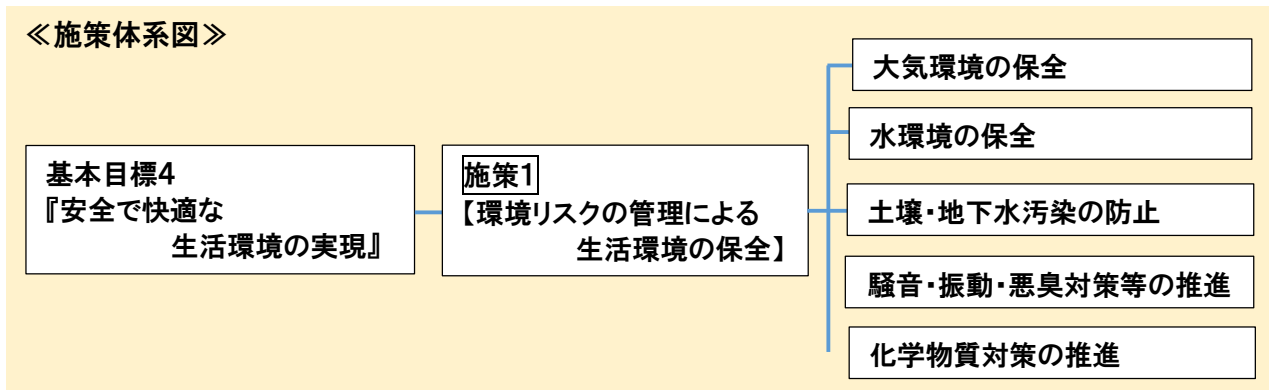 ≪施策体系図≫
基本目標4
『安全で快適な
生活環境の実現』
施策1
【環境リスクの管理による
生活環境の保全】
大気環境の保全
水環境の保全
土壌・地下水汚染の防止
騒音・振動・悪臭対策等の推進
化学物質対策の推進